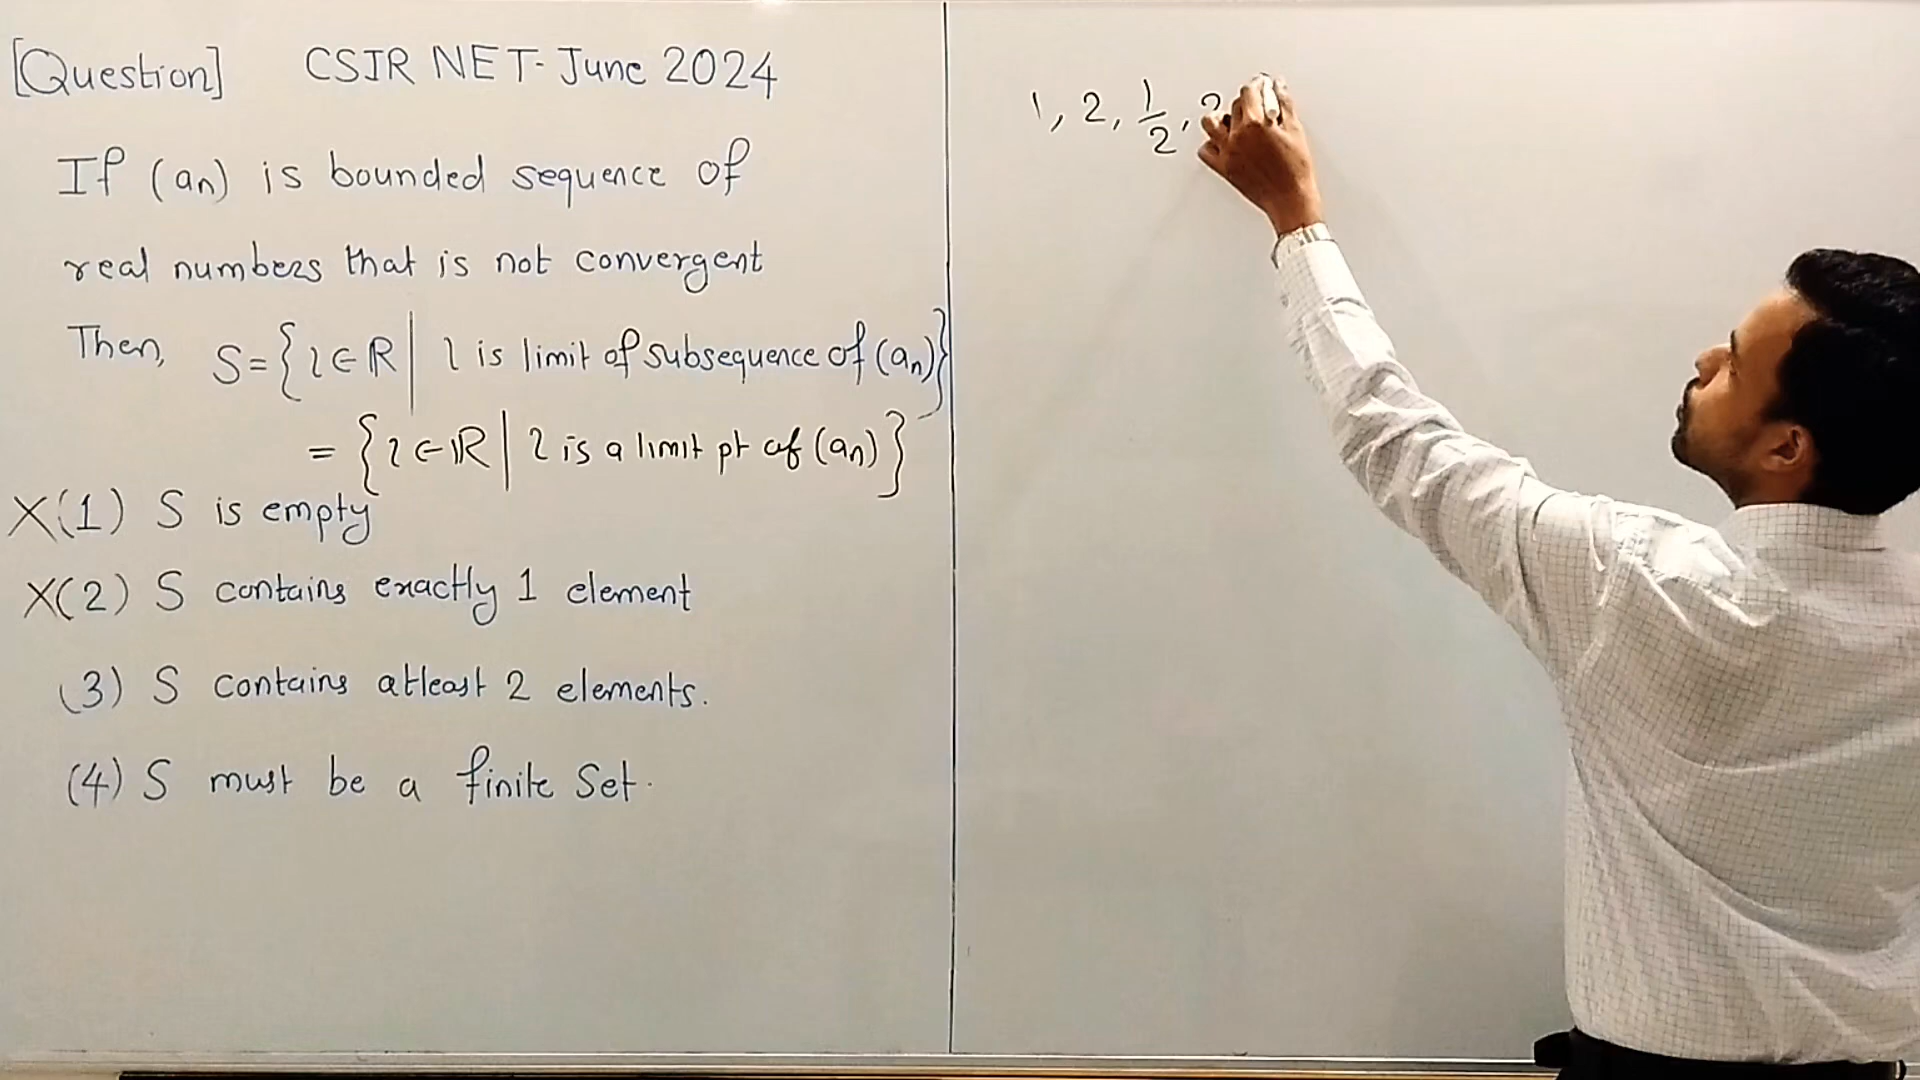 [Question] CSIR NET- June 2024
If (an) is bounded sequence of
real numbers that is not convergent
Then, S={l∈ℝ| l is limit of subsequence of (an)}
= {l∈ℝ| l is a limit pt of (an)}
X(1) S is empty
X(2) S contains exactly 1 element
(3) S contains atleast 2 elements.
(4) S must be a finite set.
1, 2, 1/2,